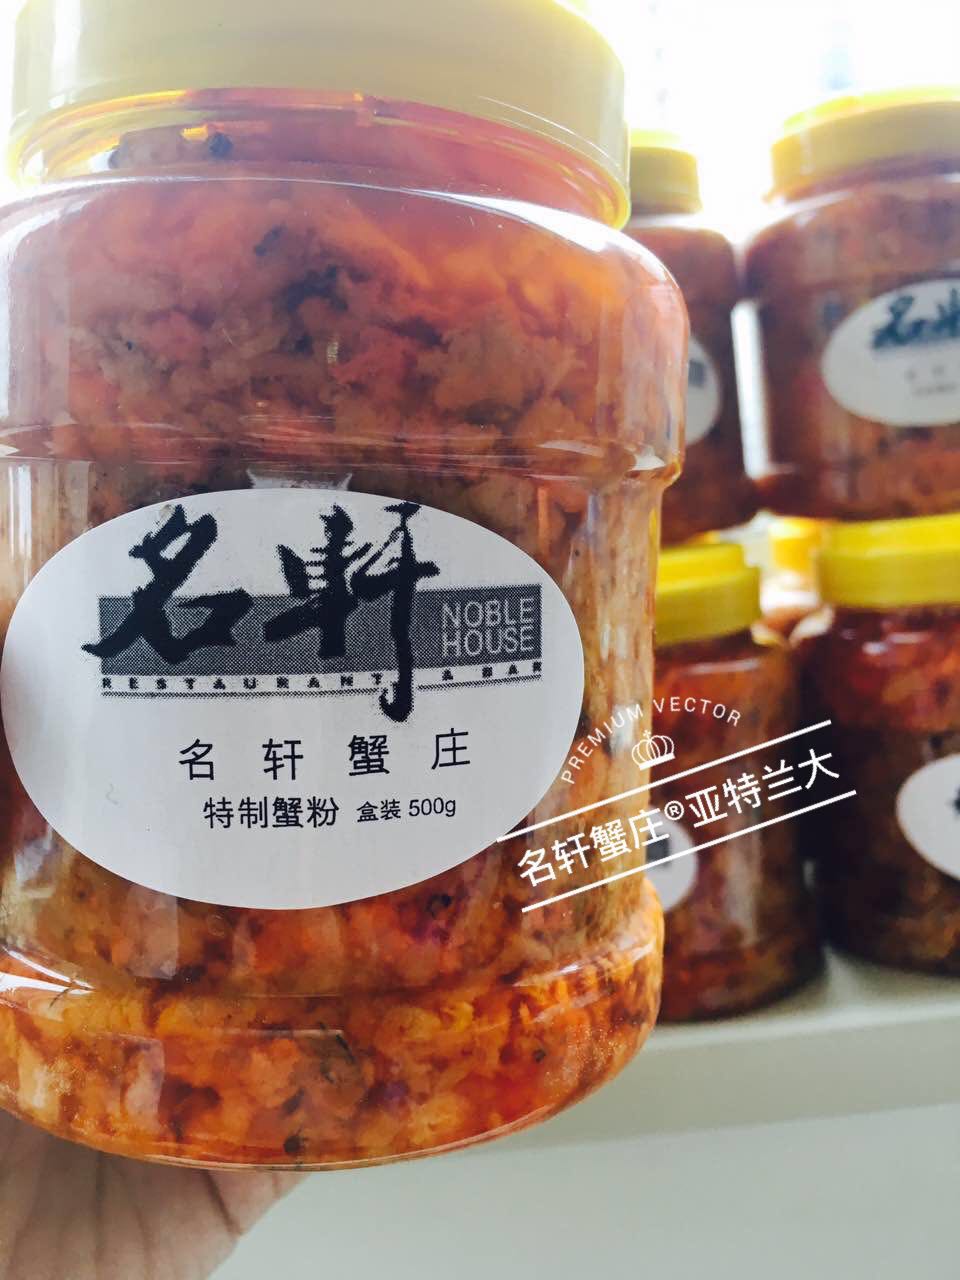 名軒
NOBLE
HOUSE
RESTAURANT & BAR
名轩蟹庄
特制蟹粉 盒装 500g
PREMIUM VECTOR
名轩蟹庄®亚特兰大